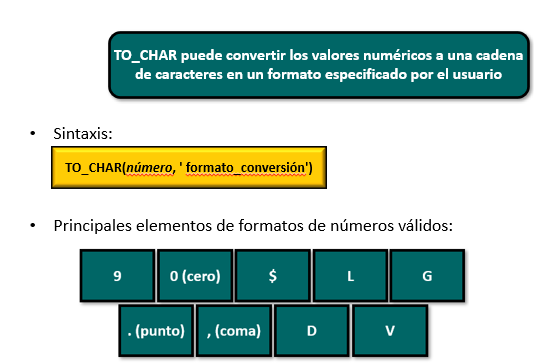 TO_CHAR puede convertir los valores numéricos a una cadena
de caracteres en un formato especificado por el usuario
• Sintaxis:
TO_CHAR(número, ' formato_conversión')
• Principales elementos de formatos de números válidos:
9 0 (cero) $ L G
. (punto) , (coma) D V